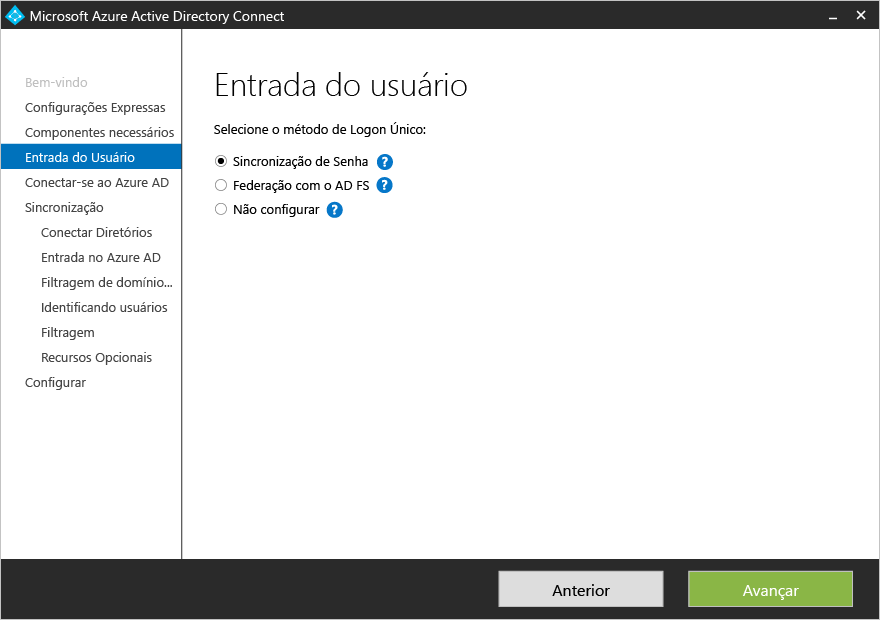 Microsoft Azure Active Directory Connect
Bem-vindo
Configurações Expressas
Componentes necessários
Entrada do Usuário
Conectar-se ao Azure AD
Sincronização
Conectar Diretórios
Entrada no Azure AD
Filtragem de domínio...
Identificando usuários
Filtragem
Recursos Opcionais
Configurar
Entrada do usuário
Selecione o método de Logon Único:
Sincronização de Senha ?
Federação com o AD FS ?
Não configurar ?
Anterior
Avançar